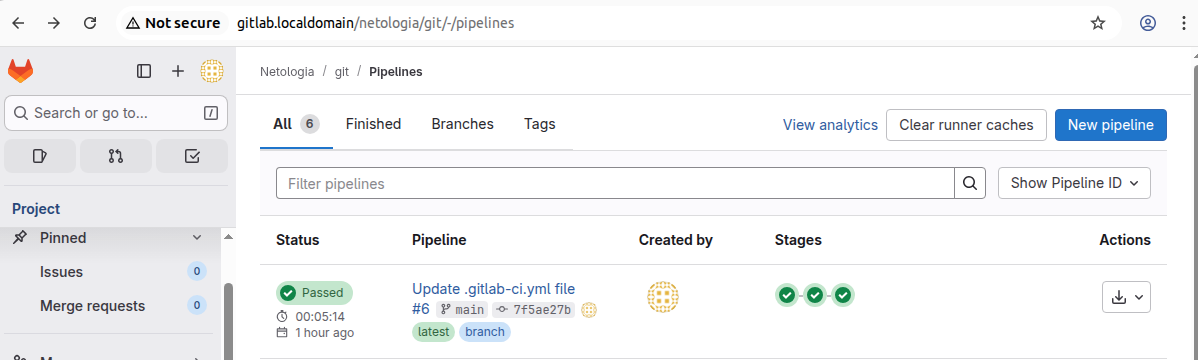 Not secure gitlab.localdomain/netologia/git/-/pipelines
Netologia / git / Pipelines
Search or go to... /
Project
Pinned
Issues 0
Merge requests 0
All 6 Finished Branches Tags View analytics Clear runner caches New pipeline
Filter pipelines Show Pipeline ID
Status Pipeline Created by Stages Actions
Passed
00:05:14
1 hour ago
Update .gitlab-ci.yml file
#6 main 7f5ae27b
latest branch